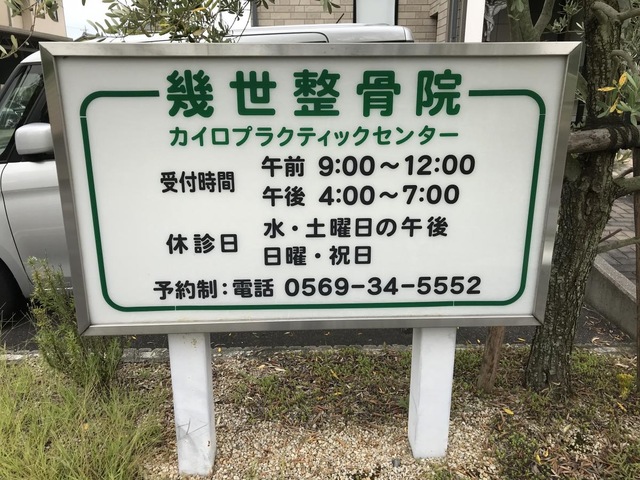 幾世整骨院
カイロプラクティックセンター
受付時間 午前 9:00～12:00
午後 4:00～7:00
休診日 水・土曜日の午後
日曜・祝日
予約制：電話 0569-34-5552